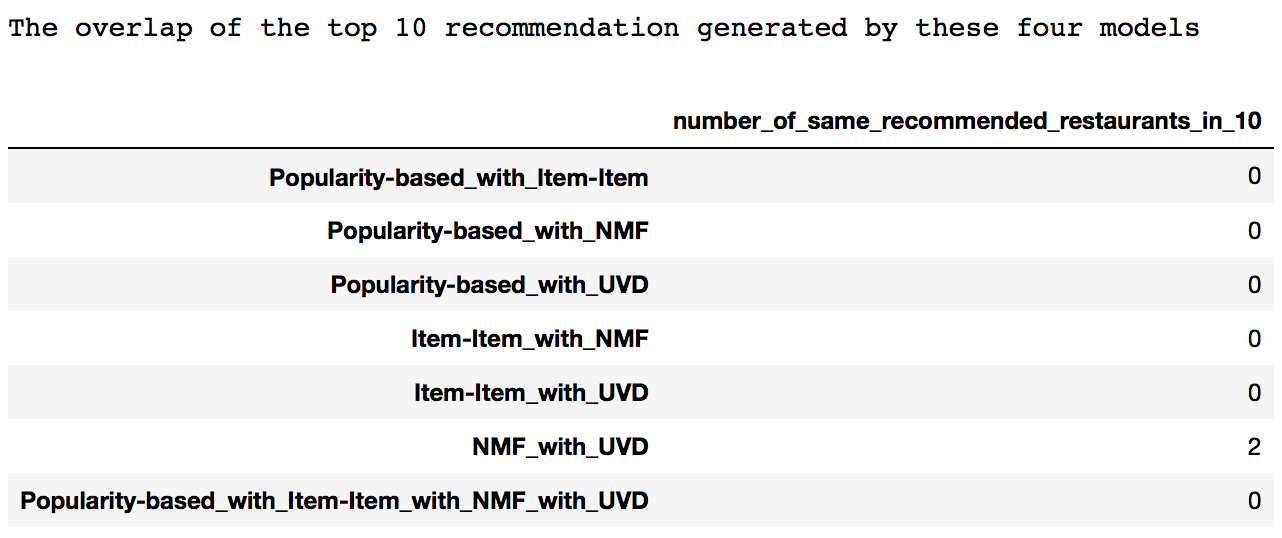 The overlap of the top 10 recommendation generated by these four models
number_of_same_recommended_restaurants_in_10
Popularity-based_with_Item-Item 0
Popularity-based_with_NMF 0
Popularity-based_with_UVD 0
Item-Item_with_NMF 0
Item-Item_with_UVD 0
NMF_with_UVD 2
Popularity-based_with_Item-Item_with_NMF_with_UVD 0